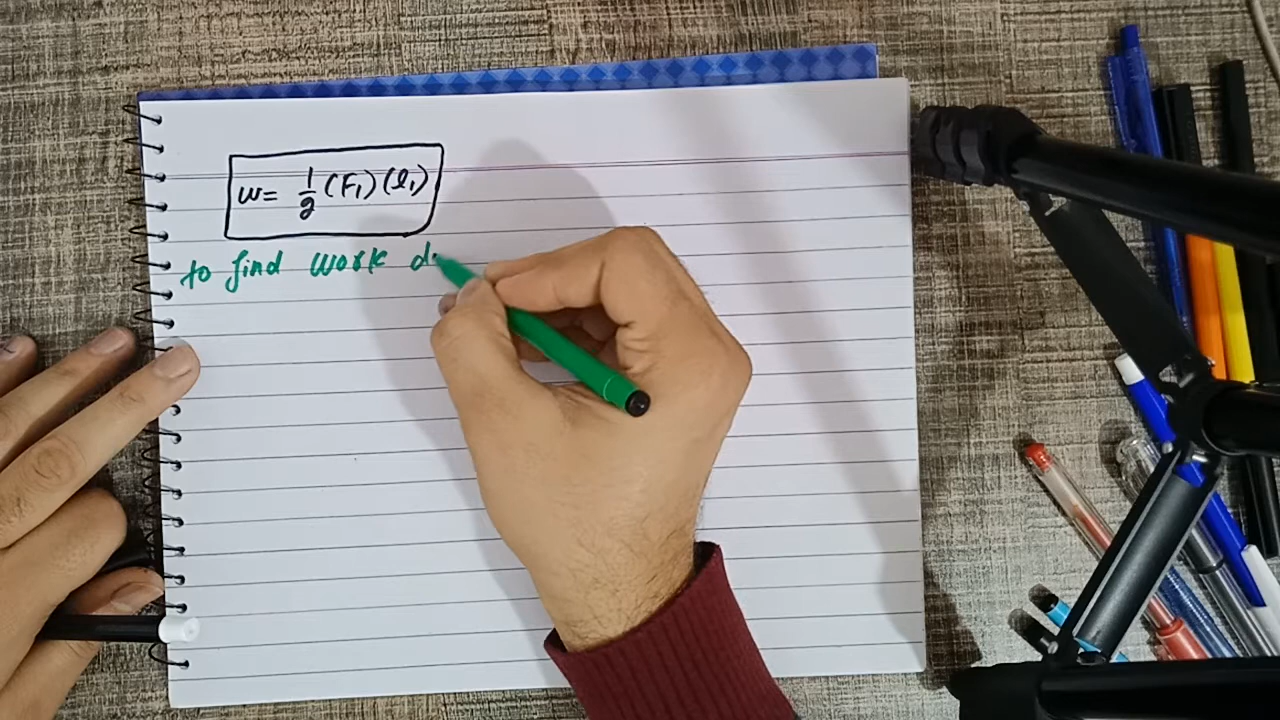 W = 1/2 (F₁) (l₁)
to find work d